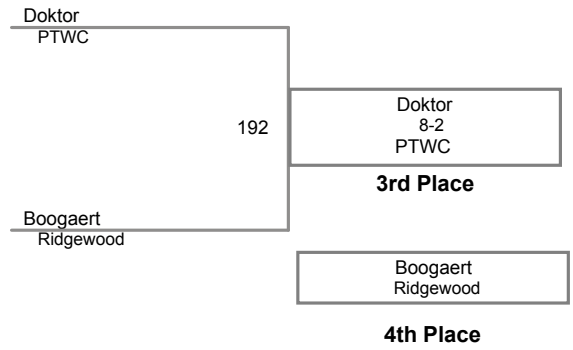 Doktor
PTWC
192
Doktor
8-2
PTWC
3rd Place
Boogaert
Ridgewood
Boogaert
Ridgewood
4th Place